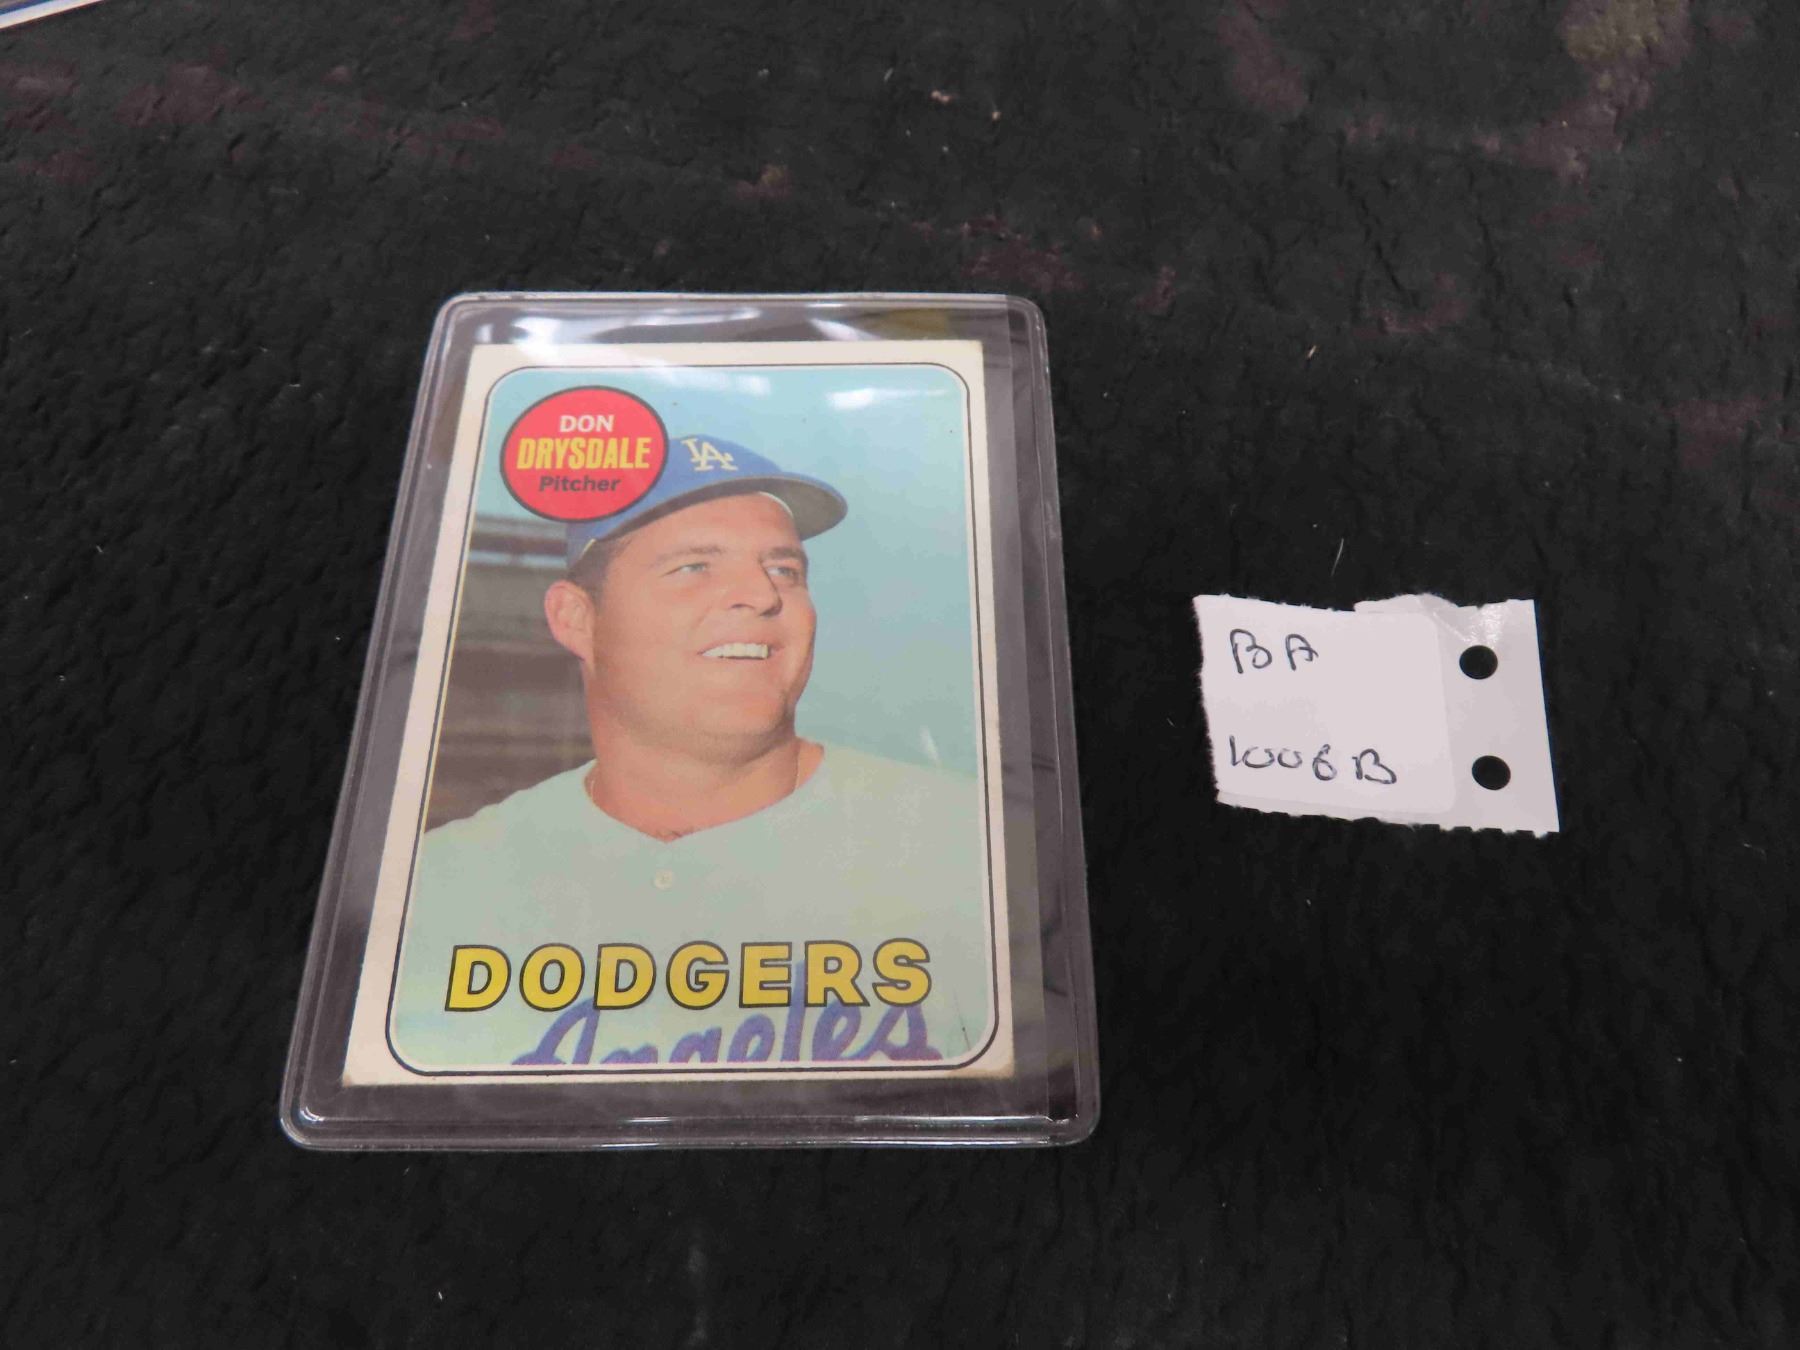 DON
DRYSDALE
Pitcher
LA
DODGERS
Angeles
BA
1006B